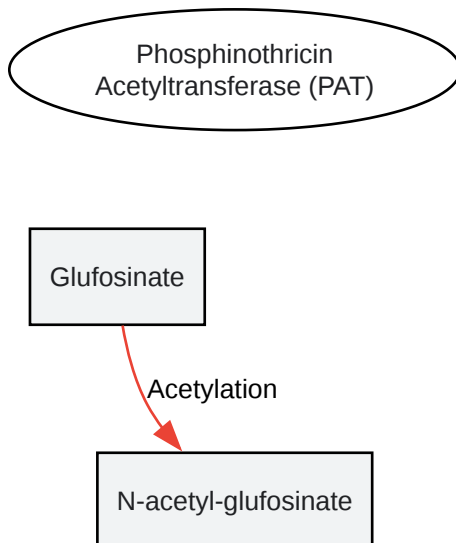 Phosphinothricin
Acetyltransferase (PAT)
Glufosinate
Acetylation
N-acetyl-glufosinate